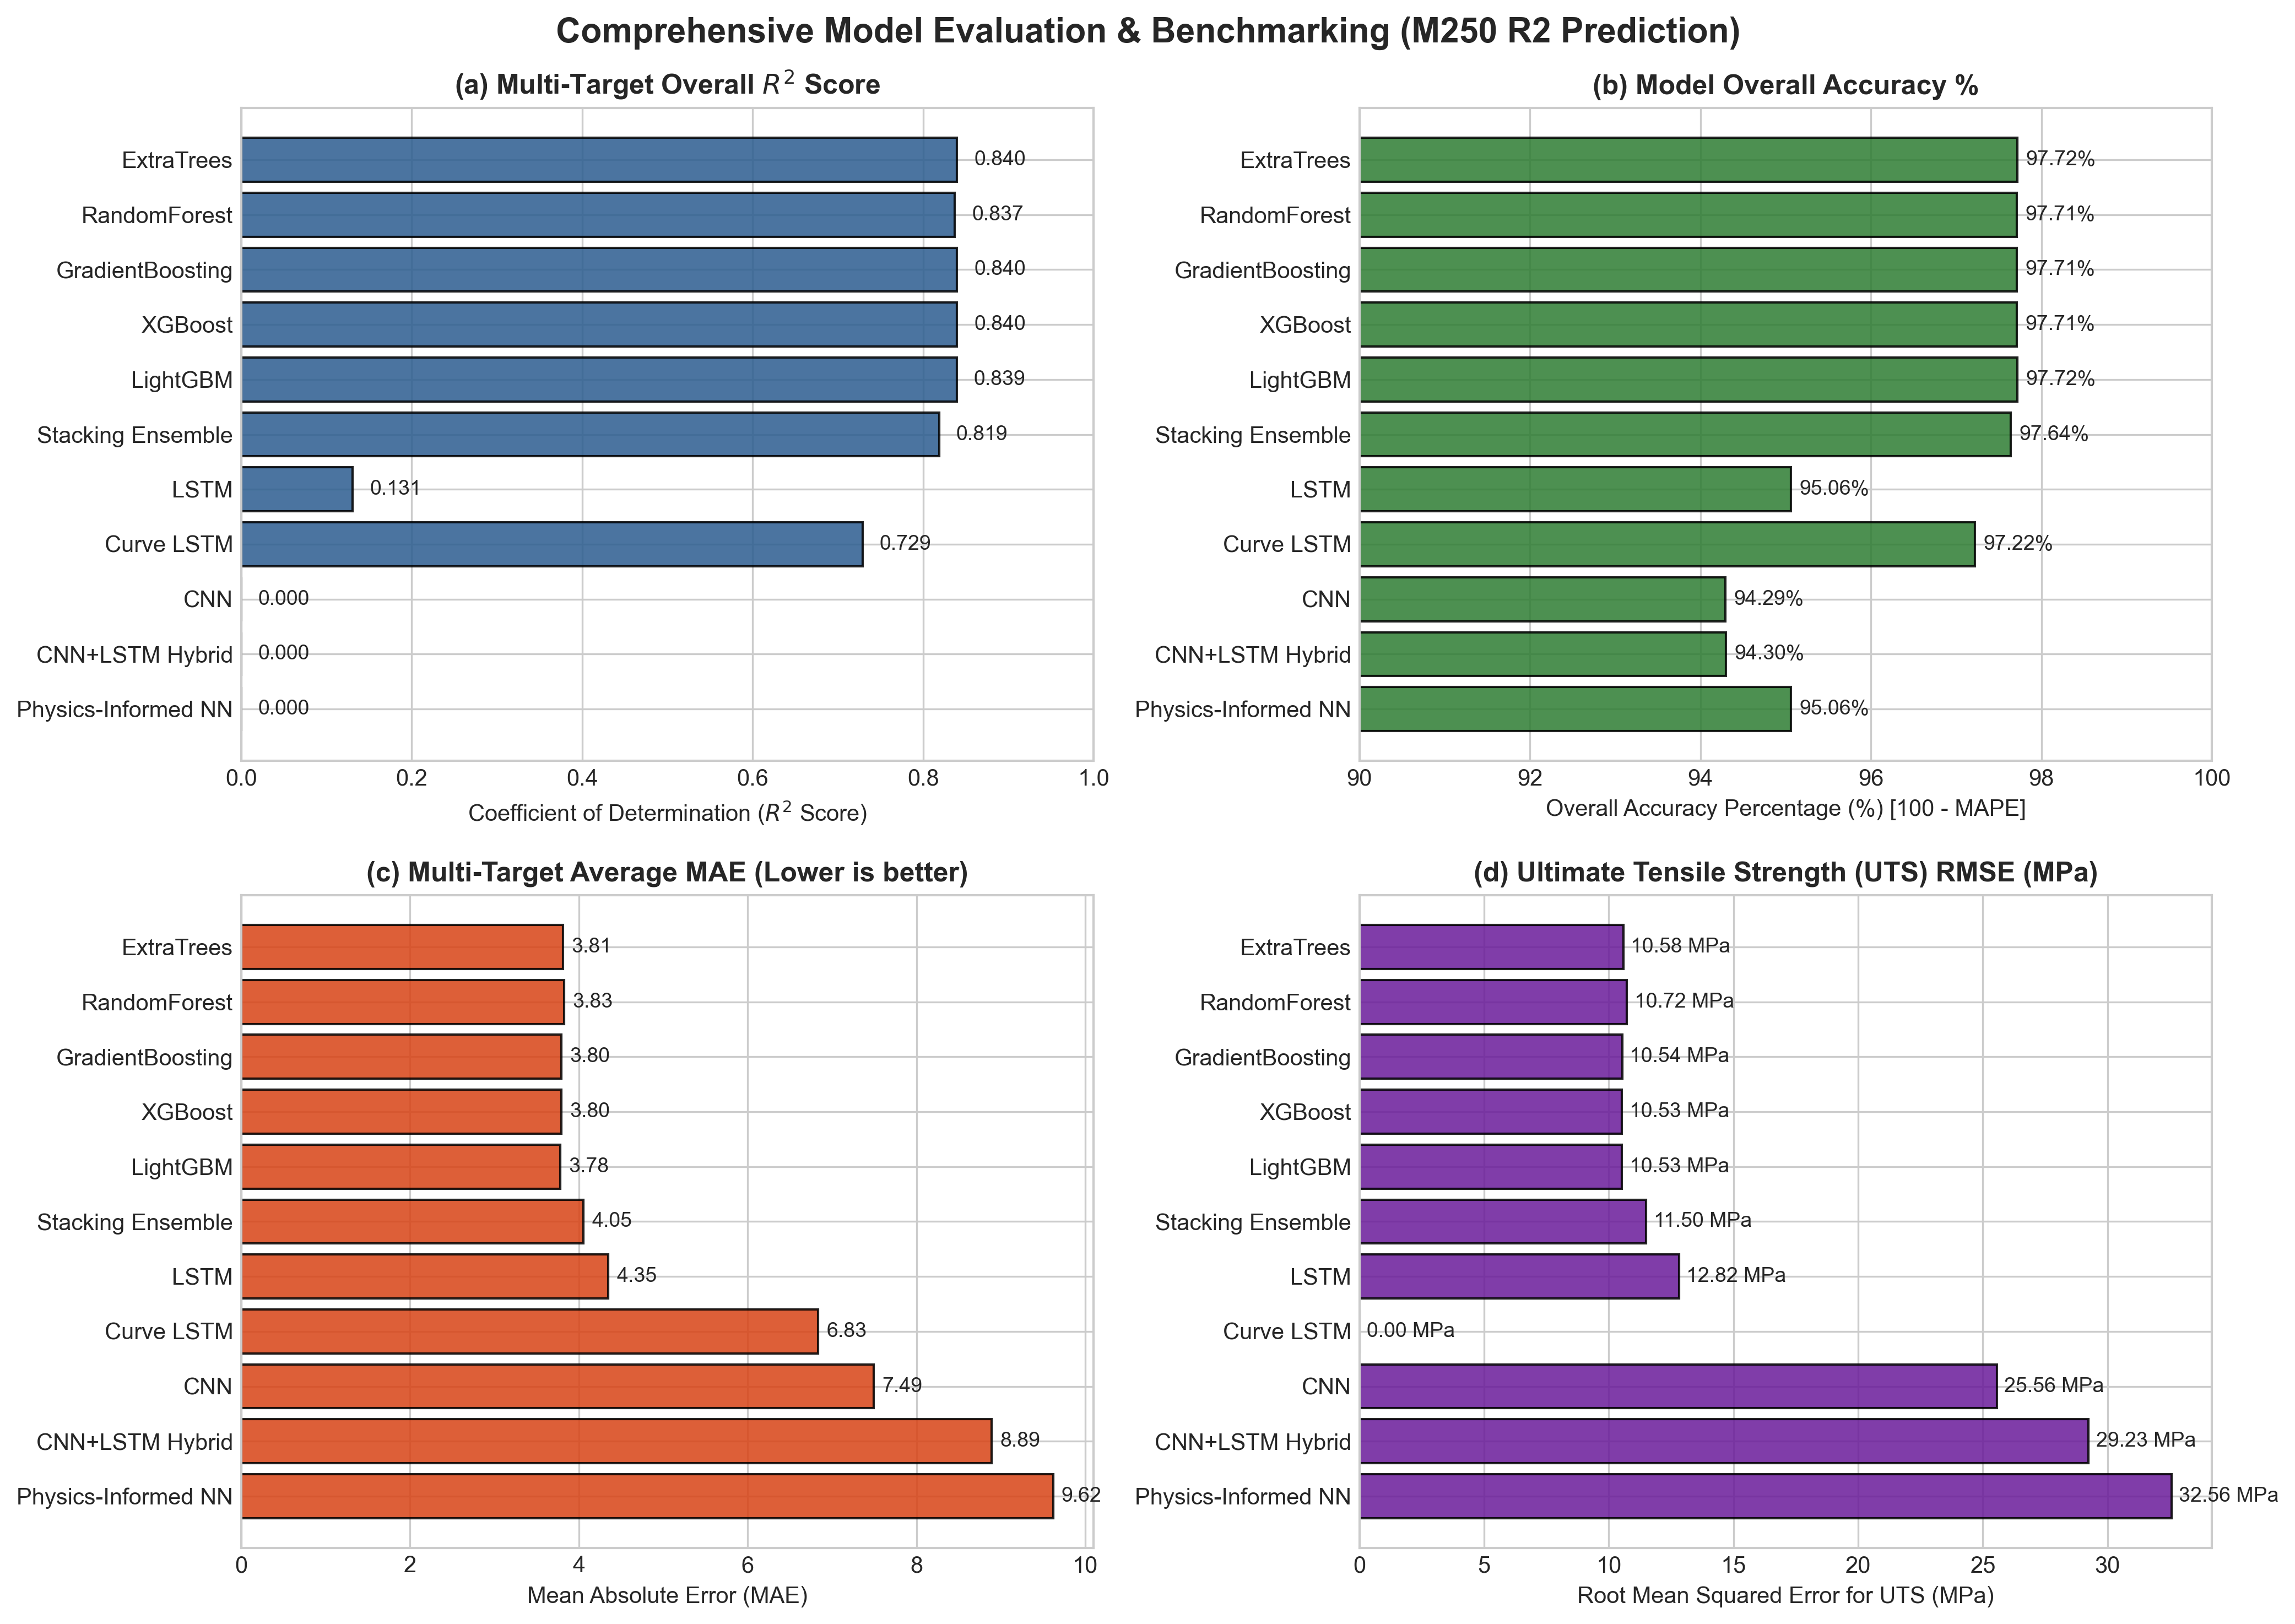 Comprehensive Model Evaluation & Benchmarking (M250 R2 Prediction)
(a) Multi-Target Overall R² Score
ExtraTrees 0.840
RandomForest 0.837
GradientBoosting 0.840
XGBoost 0.840
LightGBM 0.839
Stacking Ensemble 0.819
LSTM 0.131
Curve LSTM 0.729
CNN 0.000
CNN+LSTM Hybrid 0.000
Physics-Informed NN 0.000
0.0 0.2 0.4 0.6 0.8 1.0
Coefficient of Determination (R² Score)
(b) Model Overall Accuracy %
ExtraTrees 97.72%
RandomForest 97.71%
GradientBoosting 97.71%
XGBoost 97.71%
LightGBM 97.72%
Stacking Ensemble 97.64%
LSTM 95.06%
Curve LSTM 97.22%
CNN 94.29%
CNN+LSTM Hybrid 94.30%
Physics-Informed NN 95.06%
90 92 94 96 98 100
Overall Accuracy Percentage (%) [100 - MAPE]
(c) Multi-Target Average MAE (Lower is better)
ExtraTrees 3.81
RandomForest 3.83
GradientBoosting 3.80
XGBoost 3.80
LightGBM 3.78
Stacking Ensemble 4.05
LSTM 4.35
Curve LSTM 6.83
CNN 7.49
CNN+LSTM Hybrid 8.89
Physics-Informed NN 9.62
0 2 4 6 8 10
Mean Absolute Error (MAE)
(d) Ultimate Tensile Strength (UTS) RMSE (MPa)
ExtraTrees 10.58 MPa
RandomForest 10.72 MPa
GradientBoosting 10.54 MPa
XGBoost 10.53 MPa
LightGBM 10.53 MPa
Stacking Ensemble 11.50 MPa
LSTM 12.82 MPa
Curve LSTM 0.00 MPa
CNN 25.56 MPa
CNN+LSTM Hybrid 29.23 MPa
Physics-Informed NN 32.56 MPa
0 5 10 15 20 25 30
Root Mean Squared Error for UTS (MPa)